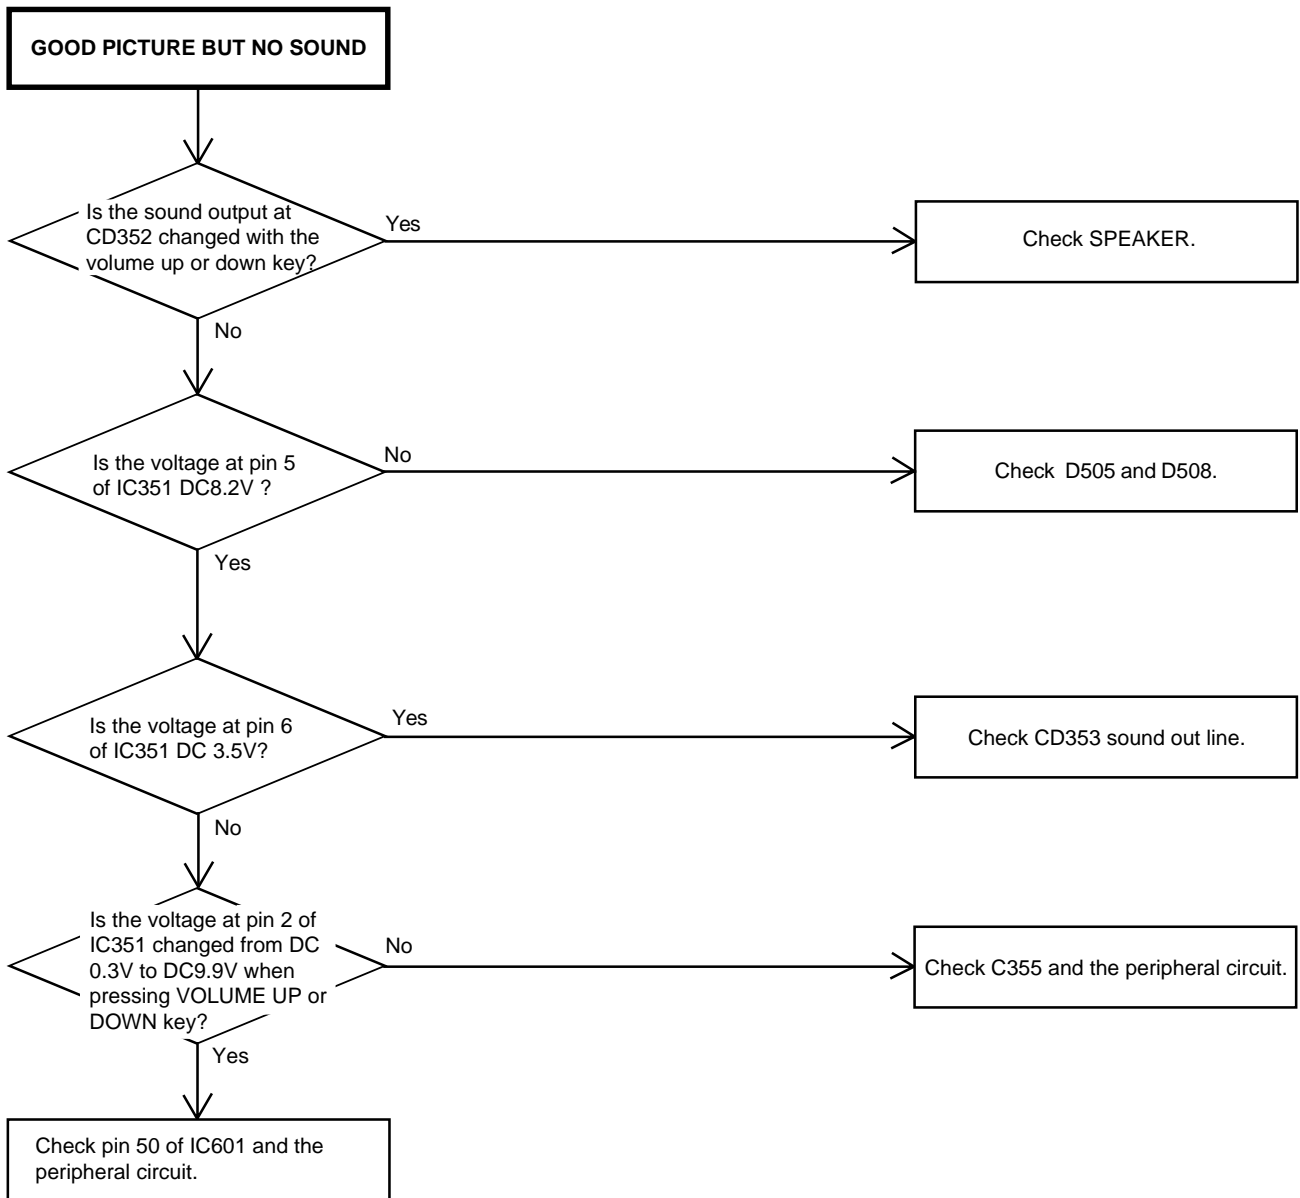 GOOD PICTURE BUT NO SOUND
Is the sound output at
CD352 changed with the
volume up or down key?
Yes
Check SPEAKER.
No
Is the voltage at pin 5
of IC351 DC8.2V ?
No
Check D505 and D508.
Yes
Is the voltage at pin 6
of IC351 DC 3.5V?
Yes
Check CD353 sound out line.
No
Is the voltage at pin 2 of
IC351 changed from DC
0.3V to DC9.9V when
pressing VOLUME UP or
DOWN key?
No
Check C355 and the peripheral circuit.
Yes
Check pin 50 of IC601 and the
peripheral circuit.